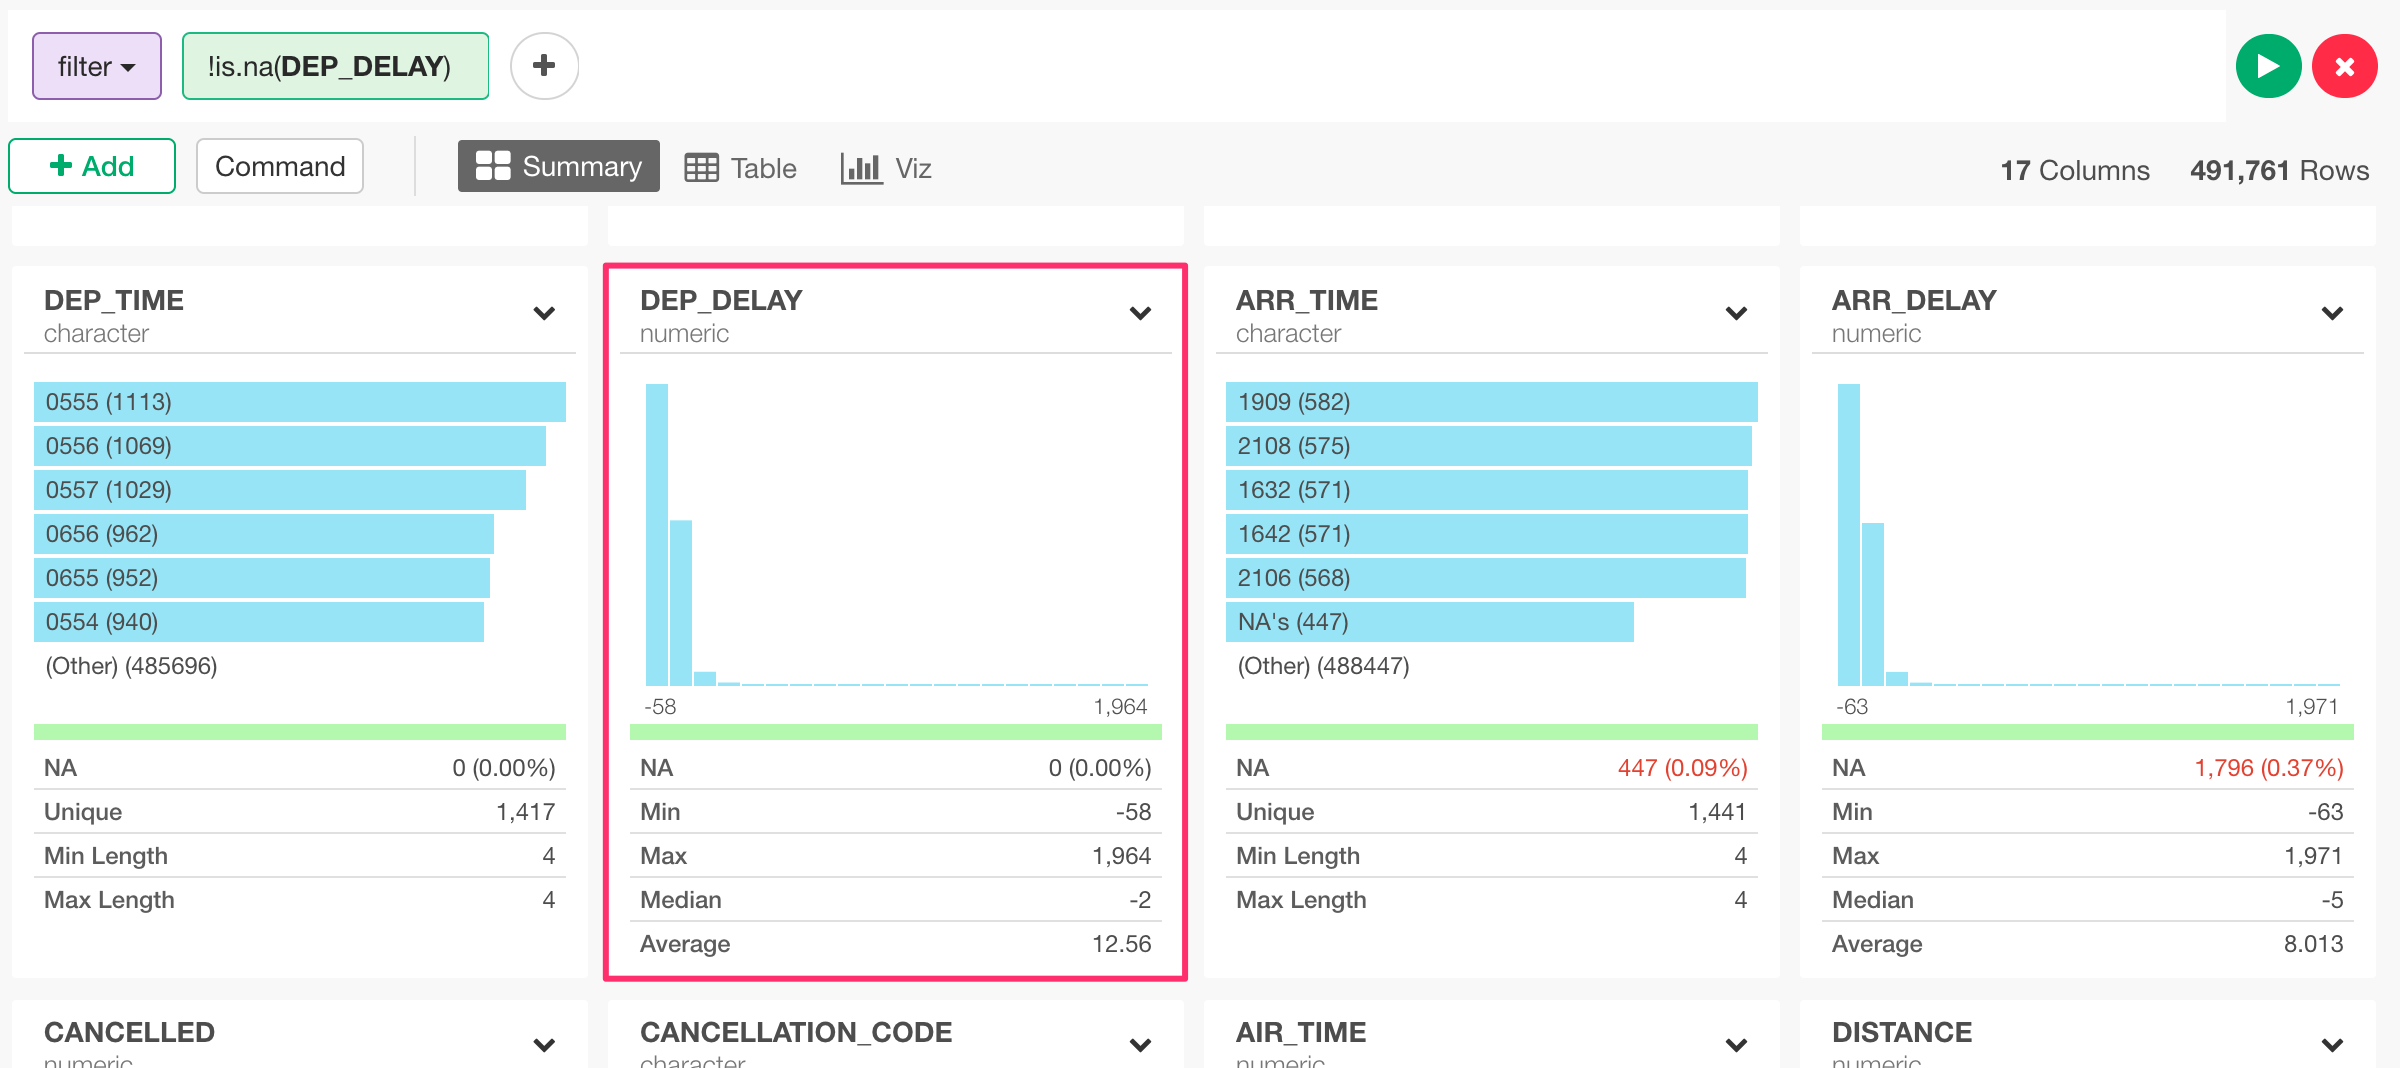 filter
!is.na(DEP_DELAY)
Add
Command
Summary
Table
Viz
17 Columns
491,761 Rows
DEP_TIME
character
0555 (1113)
0556 (1069)
0557 (1029)
0656 (962)
0655 (952)
0554 (940)
(Other) (485696)
NA 0 (0.00%)
Unique 1,417
Min Length 4
Max Length 4
DEP_DELAY
numeric
-58 1,964
NA 0 (0.00%)
Min -58
Max 1,964
Median -2
Average 12.56
ARR_TIME
character
1909 (582)
2108 (575)
1632 (571)
1642 (571)
2106 (568)
NA's (447)
(Other) (488447)
NA 447 (0.09%)
Unique 1,441
Min Length 4
Max Length 4
ARR_DELAY
numeric
-63 1,971
NA 1,796 (0.37%)
Min -63
Max 1,971
Median -5
Average 8.013
CANCELLED
numeric
CANCELLATION_CODE
character
AIR_TIME
numeric
DISTANCE
numeric